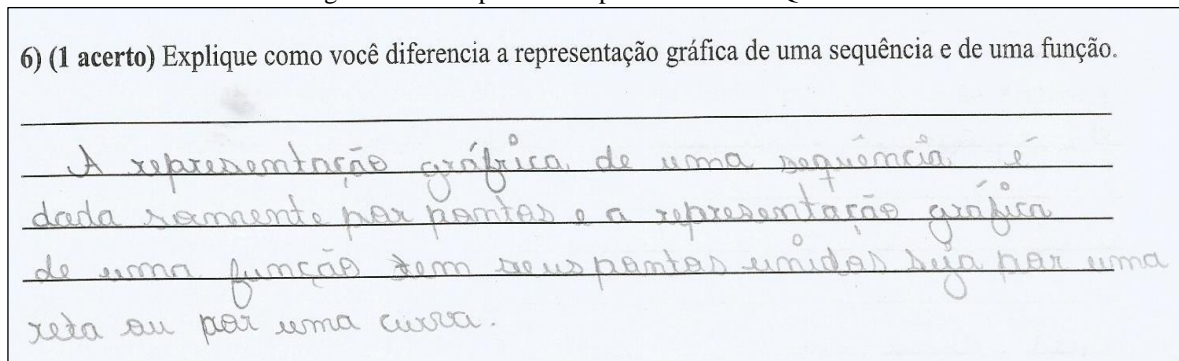 6) (1 acerto) Explique como você diferencia a representação gráfica de uma sequência e de uma função.
A representação gráfica de uma sequência é
dada somente por pontos e a representação gráfica
de uma função tem seus pontos unidos seja por uma
reta ou por uma curva.